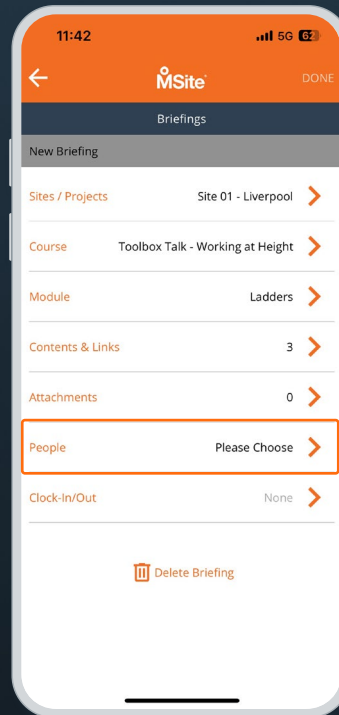 11:42 5G 62
MSite DONE
Briefings
New Briefing
Sites / Projects Site 01 - Liverpool
Course Toolbox Talk - Working at Height
Module Ladders
Contents & Links 3
Attachments 0
People Please Choose
Clock-In/Out None
Delete Briefing